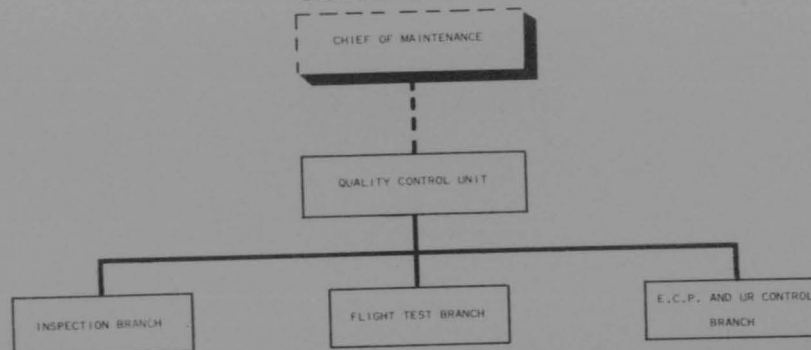 CHIEF OF MAINTENANCE
QUALITY CONTROL UNIT
INSPECTION BRANCH
FLIGHT TEST BRANCH
E.C.P. AND UR CONTROL
BRANCH